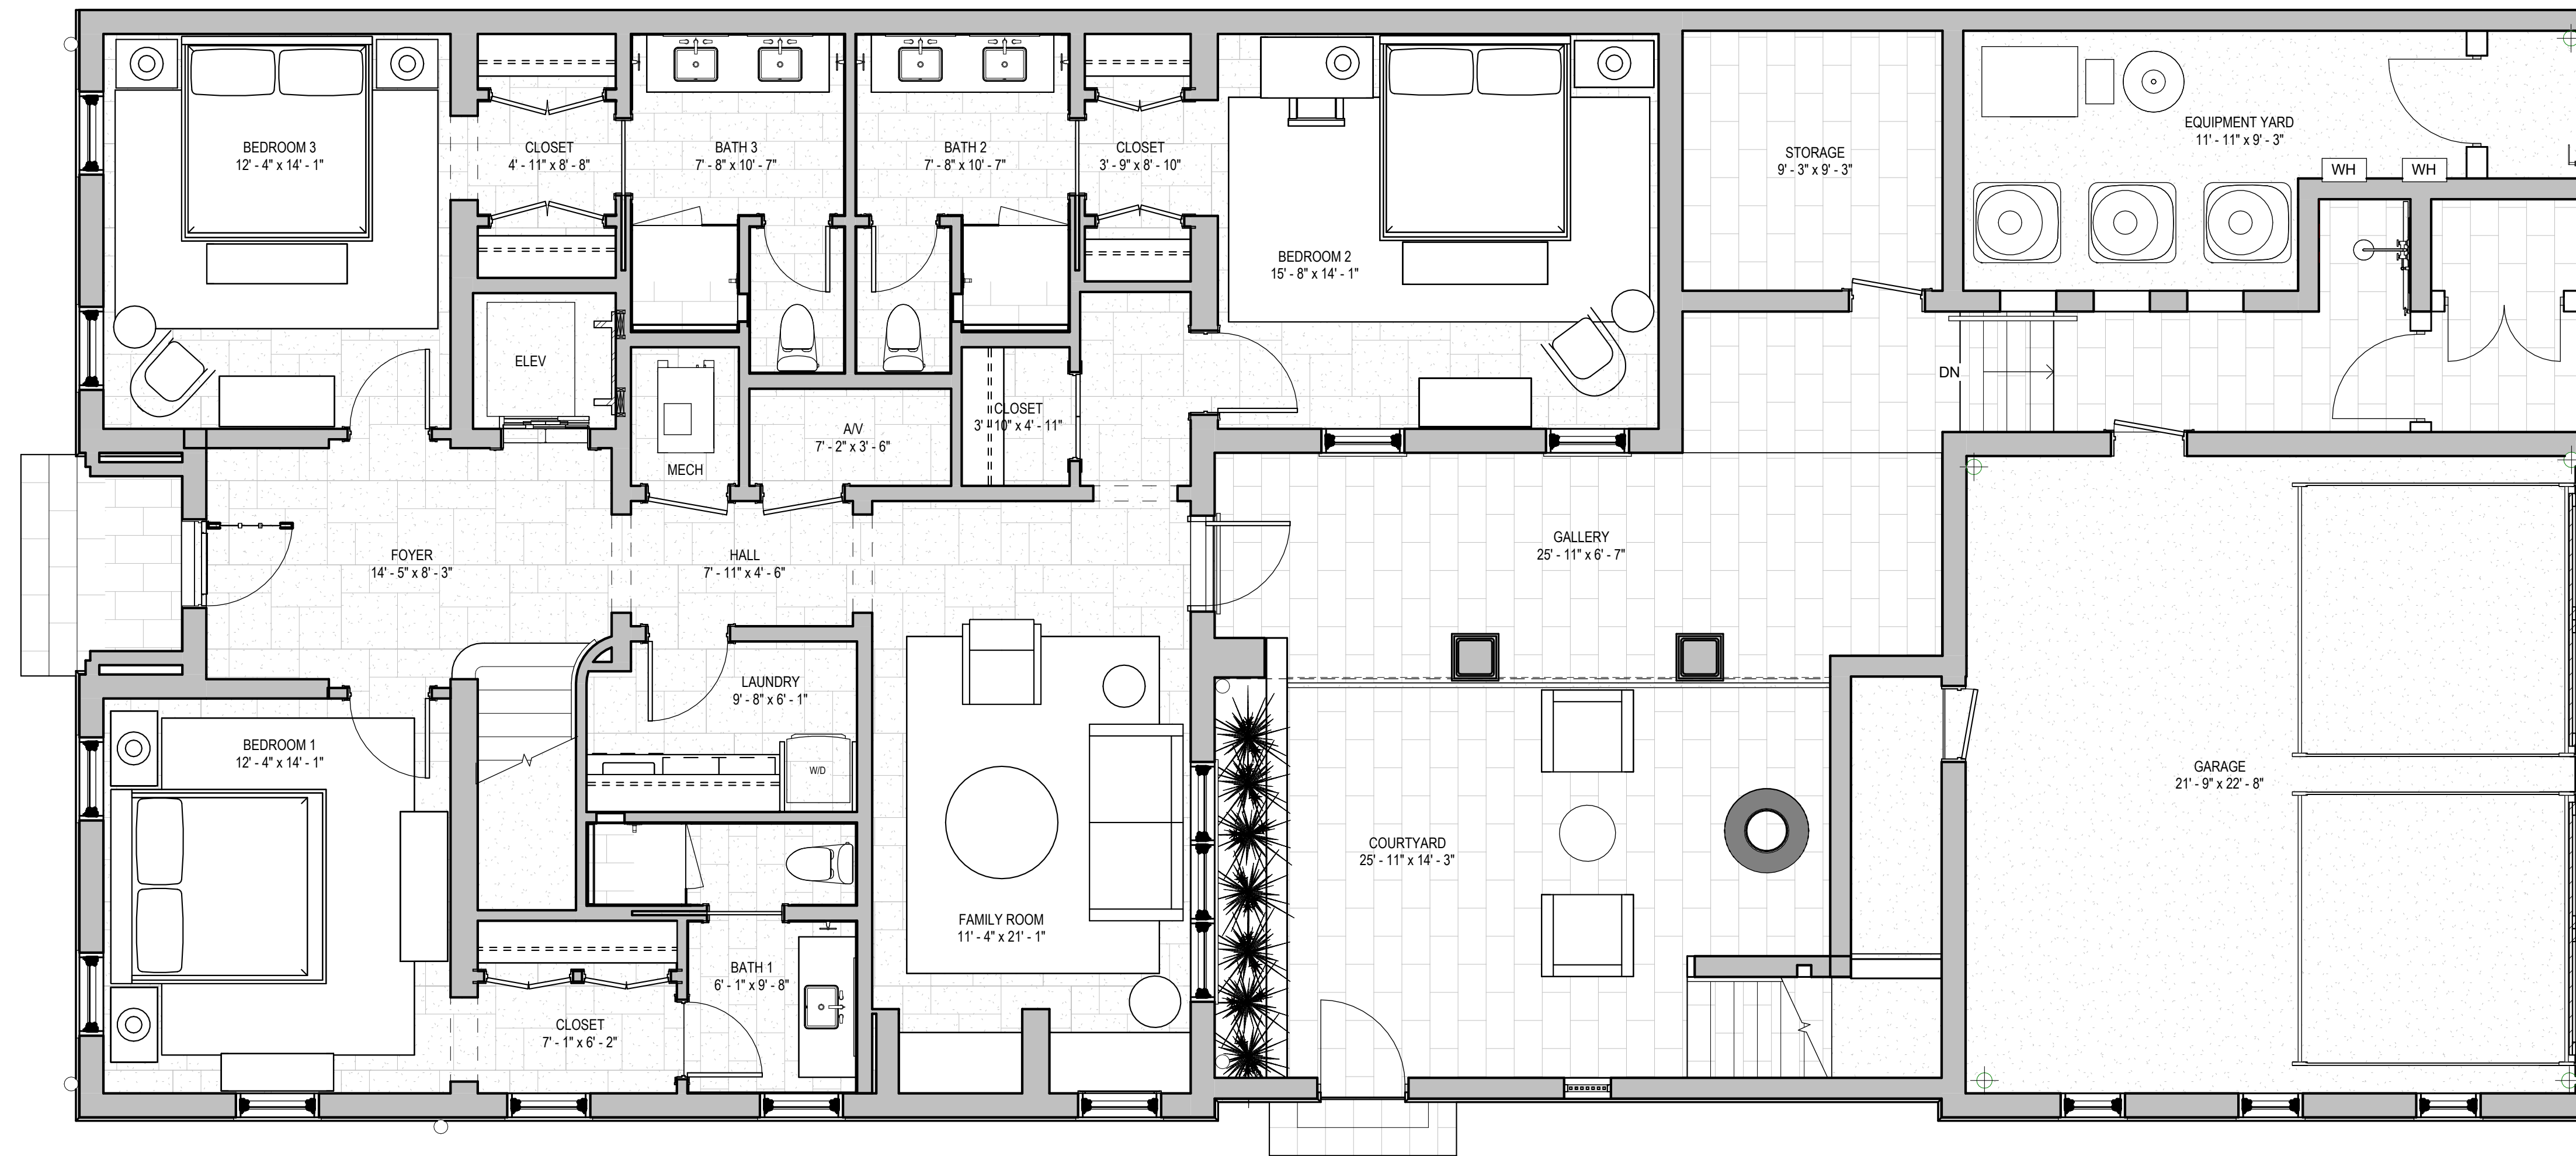 BEDROOM 3
12' - 4" x 14' - 1"
CLOSET
4' - 11" x 8' - 8"
BATH 3
7' - 8" x 10' - 7"
BATH 2
7' - 8" x 10' - 7"
CLOSET
3' - 9" x 8' - 10"
BEDROOM 2
15' - 8" x 14' - 1"
STORAGE
9' - 3" x 9' - 3"
EQUIPMENT YARD
11' - 11" x 9' - 3"
WH
WH
ELEV
MECH
A/V
7' - 2" x 3' - 6"
CLOSET
3' - 10" x 4' - 11"
DN
FOYER
14' - 5" x 8' - 3"
HALL
7' - 11" x 4' - 6"
GALLERY
25' - 11" x 6' - 7"
LAUNDRY
9' - 8" x 6' - 1"
W/D
BEDROOM 1
12' - 4" x 14' - 1"
GARAGE
21' - 9" x 22' - 8"
COURTYARD
25' - 11" x 14' - 3"
FAMILY ROOM
11' - 4" x 21' - 1"
BATH 1
6' - 1" x 9' - 8"
CLOSET
7' - 1" x 6' - 2"